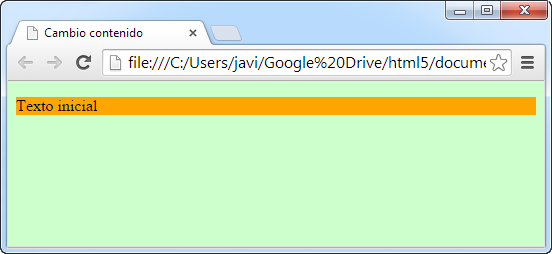 Cambio contenido
file:///C:/Users/javi/Google%20Drive/html5/docume
Texto inicial